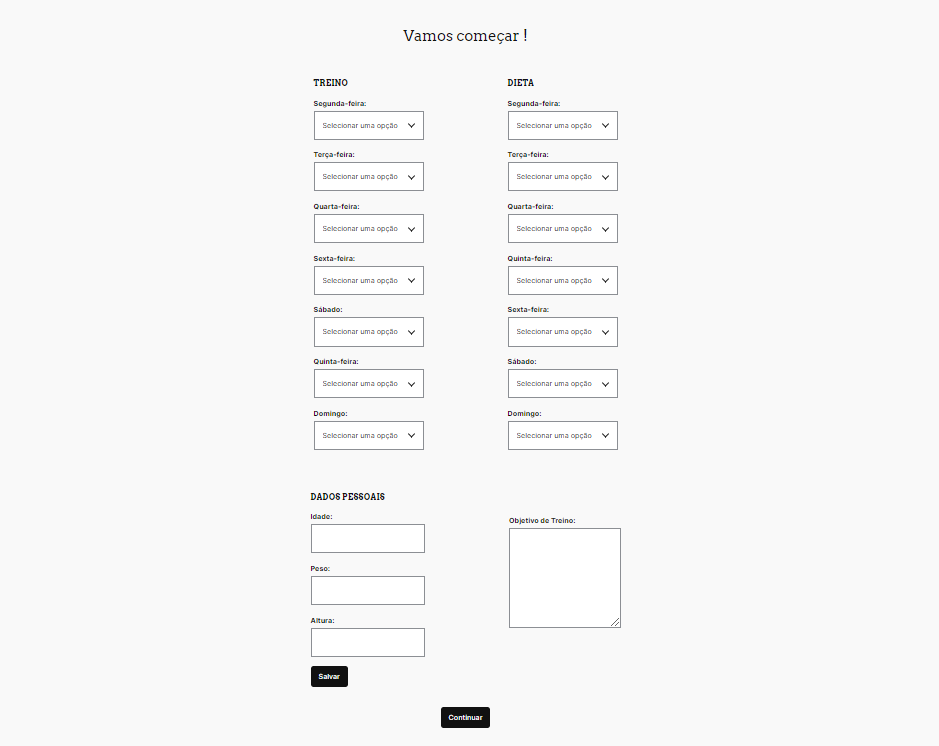 Vamos começar !
TREINO
Segunda-feira:
Selecionar uma opção
Terça-feira:
Selecionar uma opção
Quarta-feira:
Selecionar uma opção
Sexta-feira:
Selecionar uma opção
Sábado:
Selecionar uma opção
Quinta-feira:
Selecionar uma opção
Domingo:
Selecionar uma opção
DIETA
Segunda-feira:
Selecionar uma opção
Terça-feira:
Selecionar uma opção
Quarta-feira:
Selecionar uma opção
Quinta-feira:
Selecionar uma opção
Sexta-feira:
Selecionar uma opção
Sábado:
Selecionar uma opção
Domingo:
Selecionar uma opção
DADOS PESSOAIS
Idade:
Peso:
Altura:
Salvar
Objetivo de Treino:
Continuar